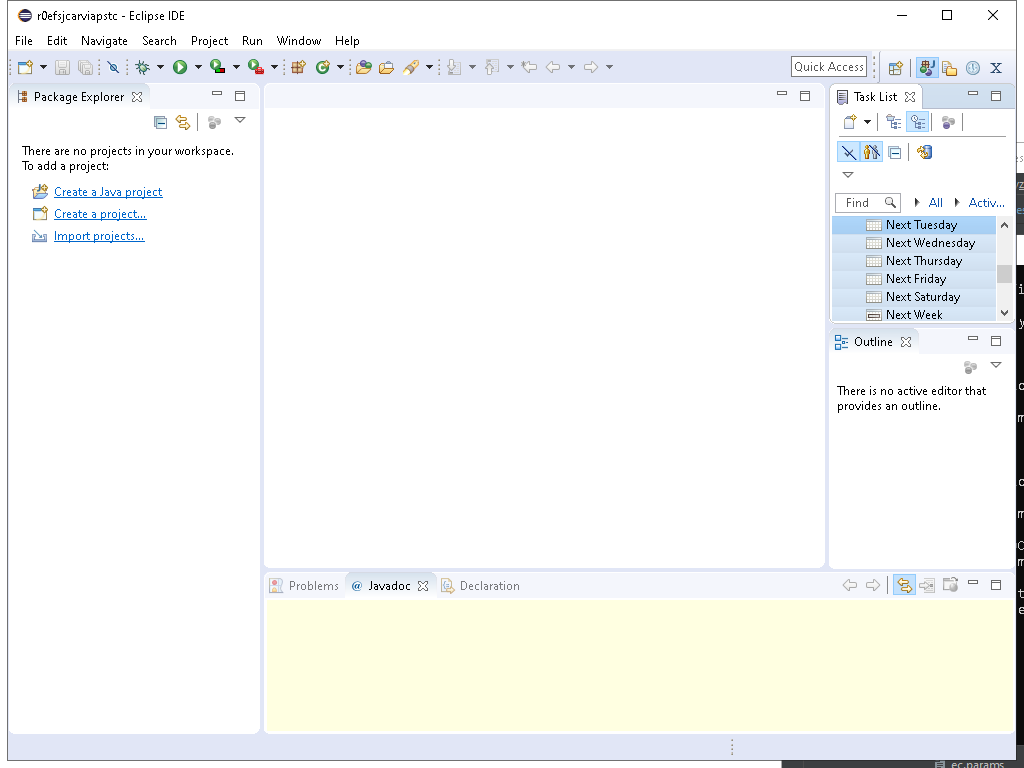 r0efsjcarviapstc - Eclipse IDE
File Edit Navigate Search Project Run Window Help
Quick Access
Package Explorer
There are no projects in your workspace.
To add a project:
Create a Java project
Create a project...
Import projects...
Task List
Find All Activ...
Next Tuesday
Next Wednesday
Next Thursday
Next Friday
Next Saturday
Next Week
Outline
There is no active editor that
provides an outline.
Problems @ Javadoc Declaration
ec.params